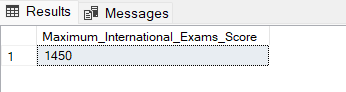 Results Messages
Maximum_International_Exams_Score
1 1450